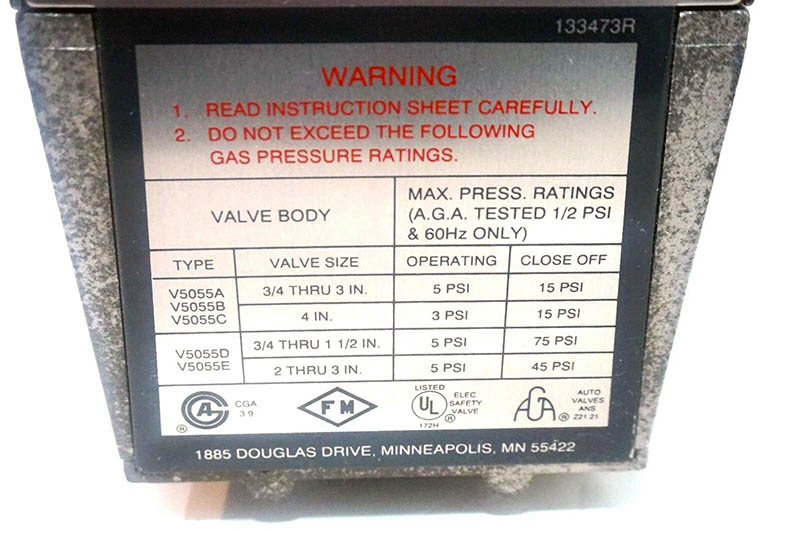 133473R
WARNING
1. READ INSTRUCTION SHEET CAREFULLY.
2. DO NOT EXCEED THE FOLLOWING
GAS PRESSURE RATINGS.
VALVE BODY
MAX. PRESS. RATINGS
(A.G.A. TESTED 1/2 PSI
& 60Hz ONLY)
TYPE VALVE SIZE OPERATING CLOSE OFF
V5055A
V5055B
V5055C
3/4 THRU 3 IN. 5 PSI 15 PSI
4 IN. 3 PSI 15 PSI
V5055D
V5055E
3/4 THRU 1 1/2 IN. 5 PSI 75 PSI
2 THRU 3 IN. 5 PSI 45 PSI
CGA
3.9
®
FM
LISTED
UL
®
172H
ELEC
SAFETY
VALVE
AGA
®
AUTO
VALVES
ANS
Z21.21
1885 DOUGLAS DRIVE, MINNEAPOLIS, MN 55422